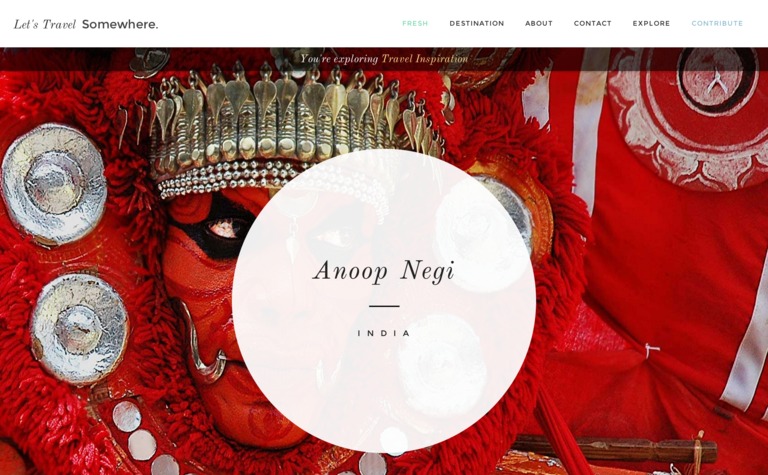 Let's Travel Somewhere.
FRESH DESTINATION ABOUT CONTACT EXPLORE CONTRIBUTE
You're exploring Travel Inspiration
Anoop Negi
INDIA